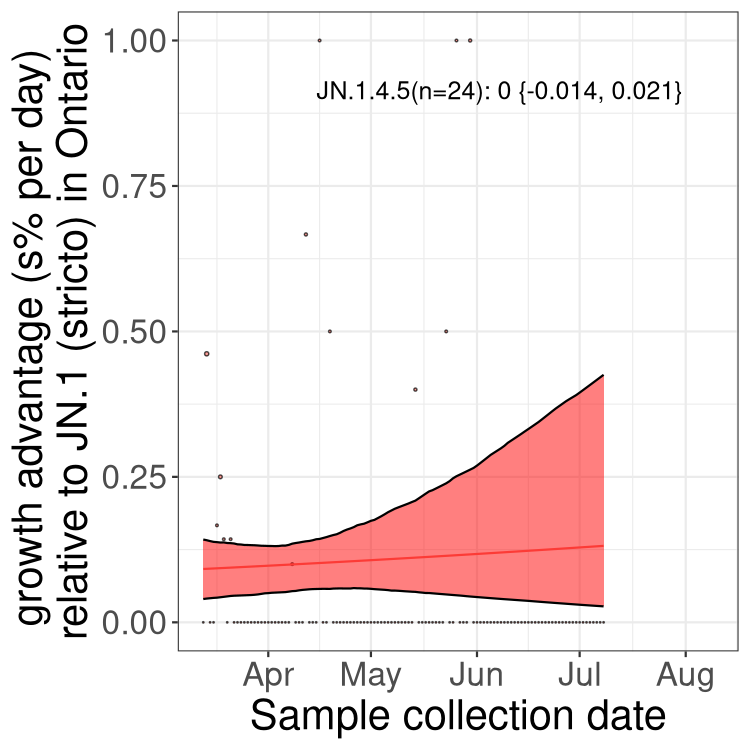 growth advantage (s% per day)
relative to JN.1 (stricto) in Ontario
1.00
0.75
0.50
0.25
0.00
JN.1.4.5(n=24): 0 {-0.014, 0.021}
Apr May Jun Jul Aug
Sample collection date